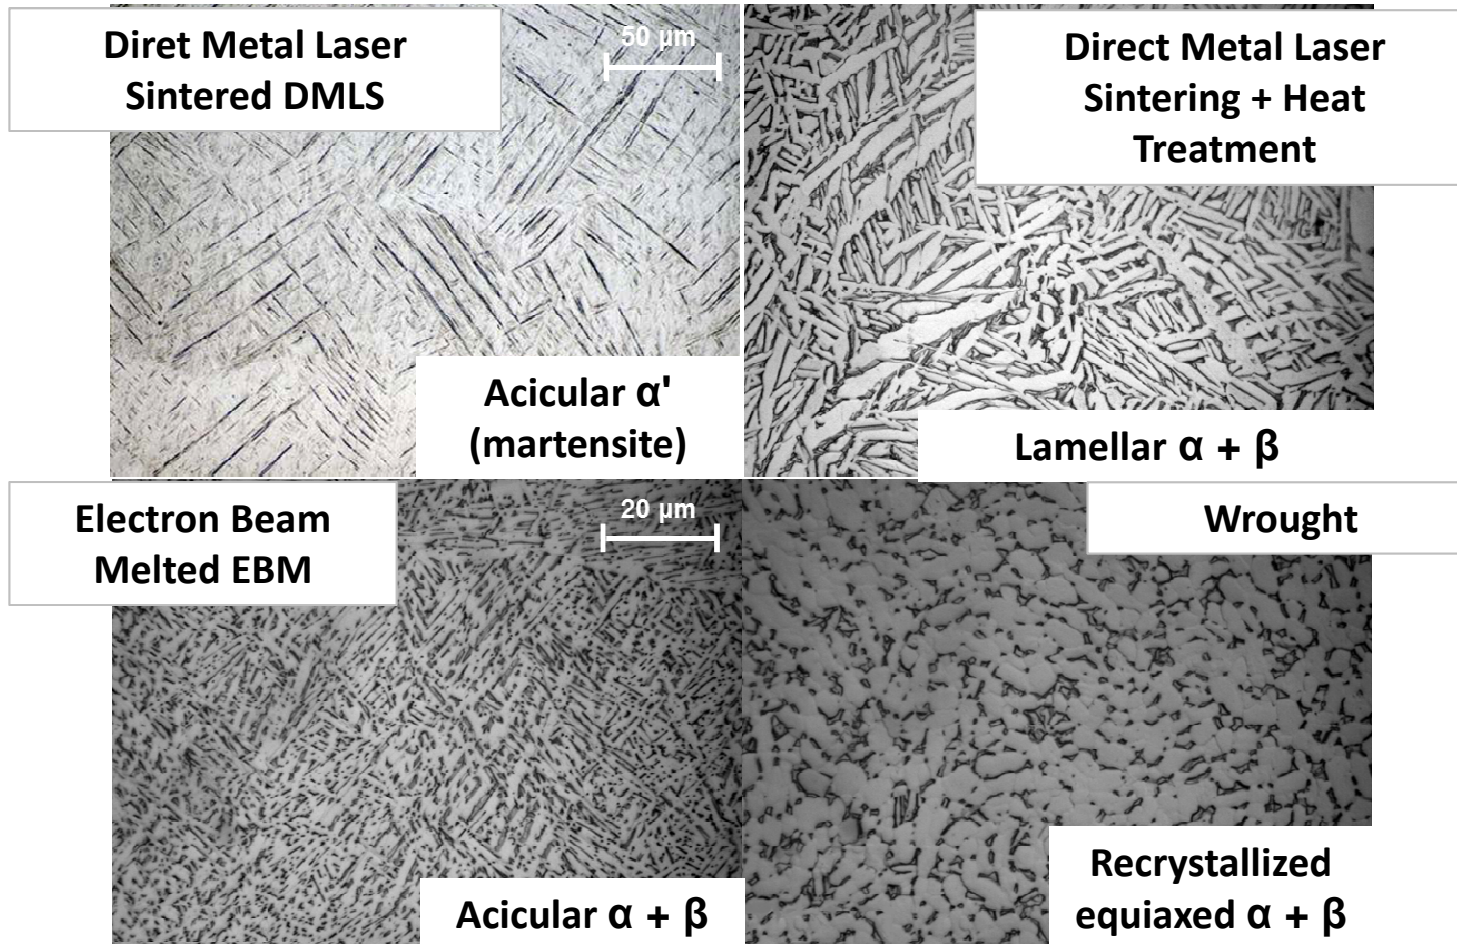 Diret Metal Laser
Sintered DMLS
50 µm
Direct Metal Laser
Sintering + Heat
Treatment
Acicular α'
(martensite)
Lamellar α + β
Electron Beam
Melted EBM
20 µm
Wrought
Acicular α + β
Recrystallized
equiaxed α + β